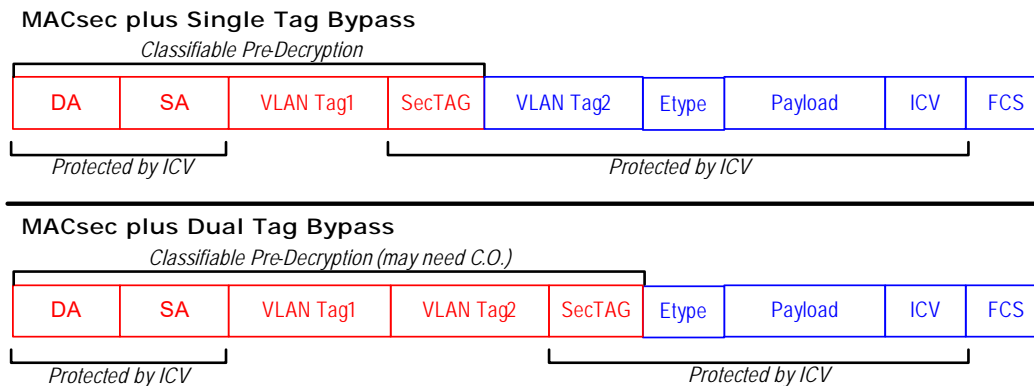 MACsec plus Single Tag Bypass
Classifiable Pre-Decryption
DA SA VLAN Tag1 SecTAG VLAN Tag2 Etype Payload ICV FCS
Protected by ICV Protected by ICV
MACsec plus Dual Tag Bypass
Classifiable Pre-Decryption (may need C.O.)
DA SA VLAN Tag1 VLAN Tag2 SecTAG Etype Payload ICV FCS
Protected by ICV Protected by ICV